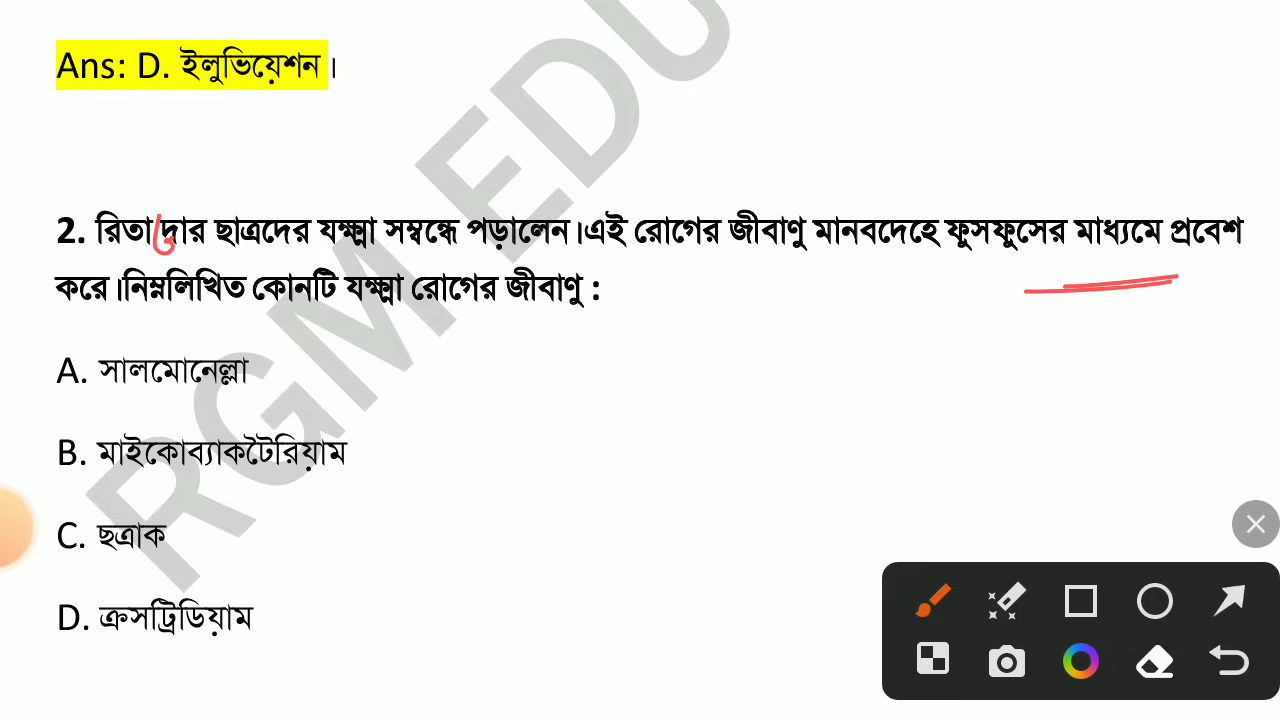 Ans: D. ইলুভিয়েশন।
2. রিতা দ্বার ছাত্রদের যক্ষ্মা সম্বন্ধে পড়ালেন।এই রোগের জীবাণু মানবদেহে ফুসফুসের মাধ্যমে প্রবেশ
করে।নিম্নলিখিত কোনটি যক্ষ্মা রোগের জীবাণু :
A. সালমোনেল্লা
B. মাইকোব্যাকটৈরিয়াম
C. ছত্রাক
D. ক্রসট্রিডিয়াম
RGM EDU